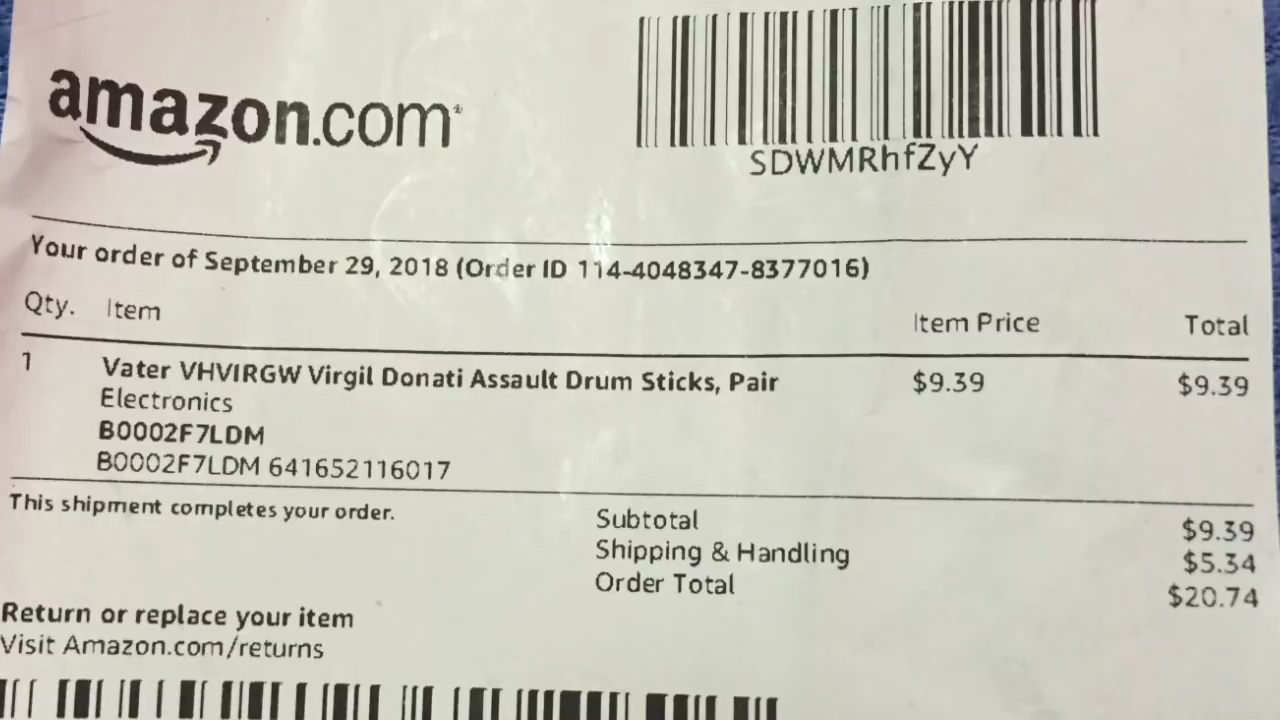 amazon.com
SDWMRhfZyY
Your order of September 29, 2018 (Order ID 114-4048347-8377016)
Qty. Item Item Price Total
1 Vater VHVIRGW Virgil Donati Assault Drum Sticks, Pair $9.39 $9.39
Electronics
B0002F7LDM
B0002F7LDM 641652116017
This shipment completes your order.
Subtotal $9.39
Shipping & Handling $5.34
Order Total $20.74
Return or replace your item
Visit Amazon.com/returns